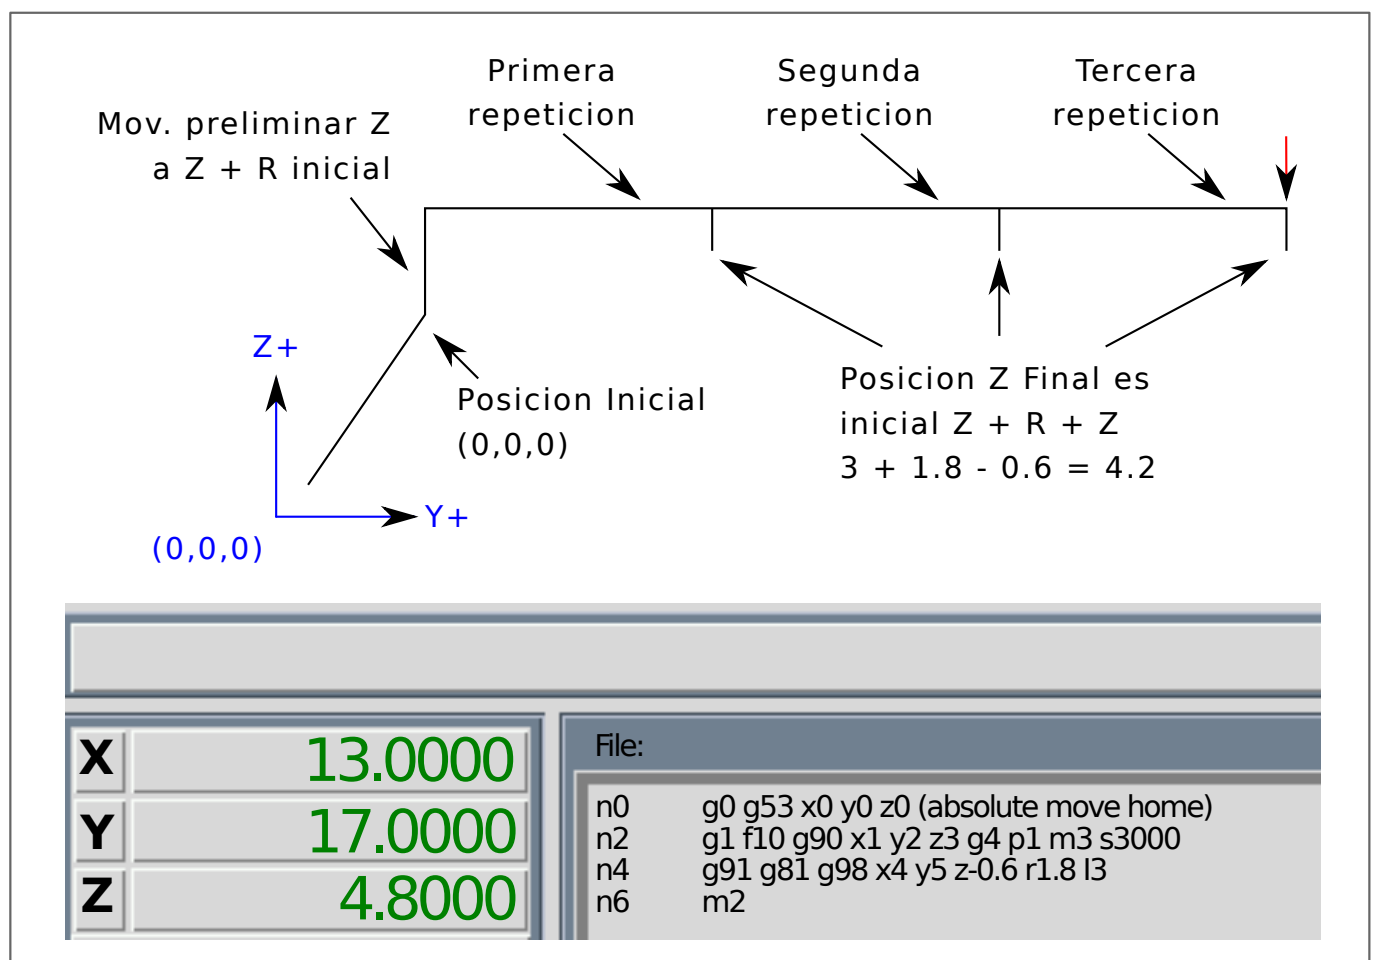 Primera
repeticion
Segunda
repeticion
Tercera
repeticion
Mov. preliminar Z
a Z + R inicial
Z+
Posicion Inicial
(0,0,0)
Posicion Z Final es
inicial Z + R + Z
3 + 1.8 - 0.6 = 4.2
Y+
(0,0,0)
X 13.0000
Y 17.0000
Z 4.8000
File:
n0 g0 g53 x0 y0 z0 (absolute move home)
n2 g1 f10 g90 x1 y2 z3 g4 p1 m3 s3000
n4 g91 g81 g98 x4 y5 z-0.6 r1.8 l3
n6 m2